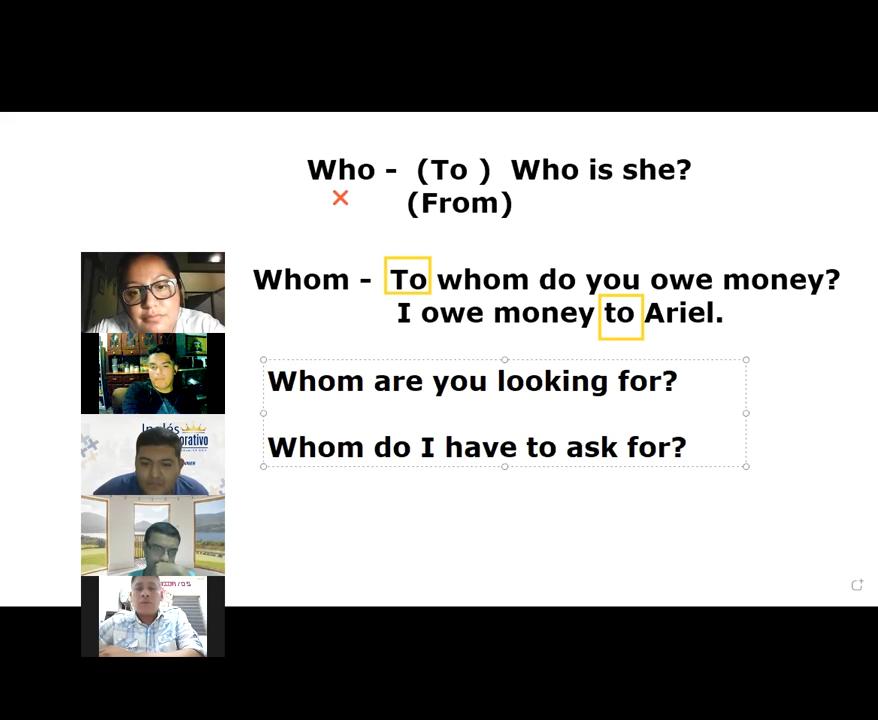 Who - (To ) Who is she?
(From)
Whom - To whom do you owe money?
I owe money to Ariel.
Whom are you looking for?
Whom do I have to ask for?
Inglés